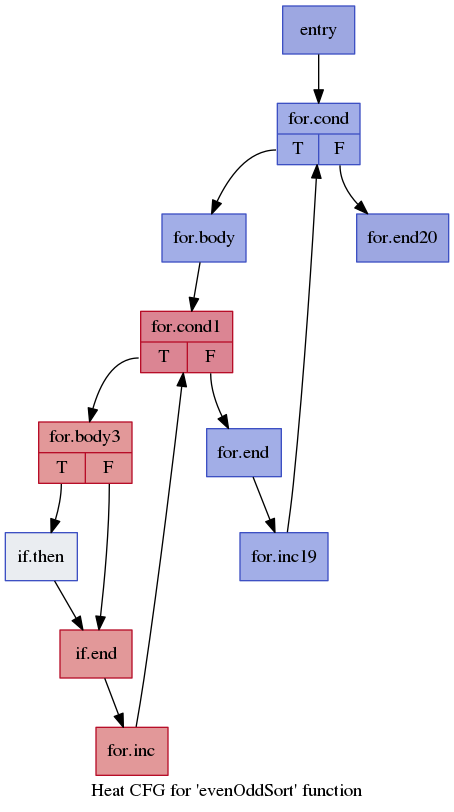 entry
for.cond
T F
for.body
for.end20
for.cond1
T F
for.body3
T F
for.end
if.then
for.inc19
if.end
for.inc
Heat CFG for 'evenOddSort' function